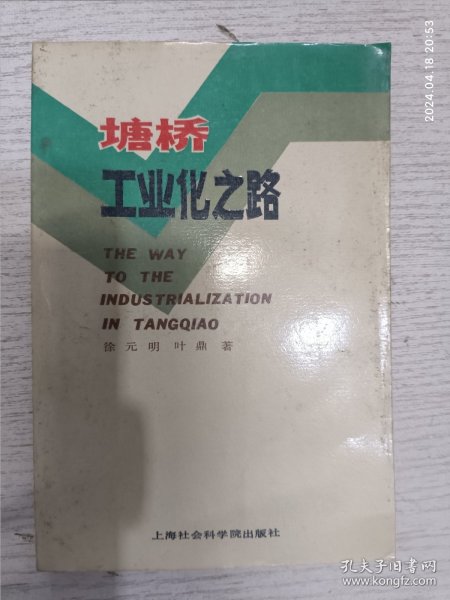 塘桥
工业化之路
THE WAY
TO THE
INDUSTRIALIZATION
IN TANGQIAO
徐元明 叶鼎 著
上海社会科学院出版社
2024.04.18 20:53
孔夫子旧书网
www.kongfz.com